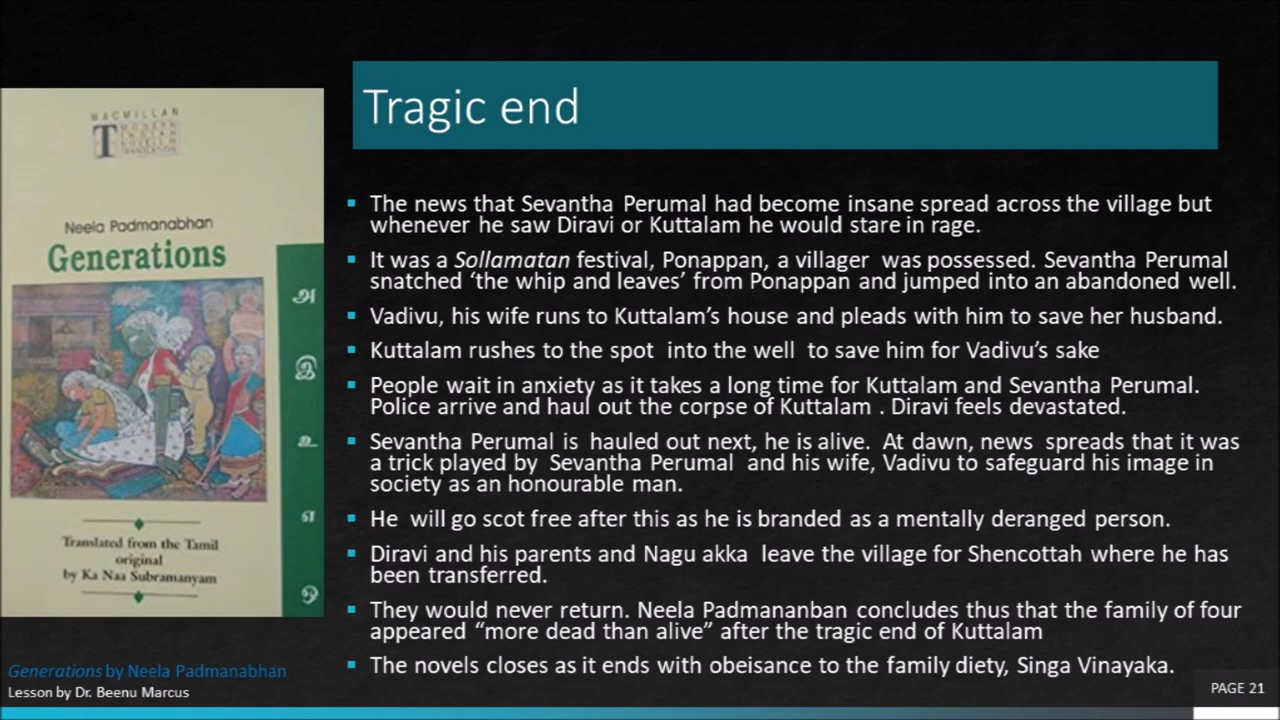 Tragic end
MACMILLAN
MODERN
INDIAN
NOVELS IN
TRANSLATION
Neela Padmanabhan
Generations
அ
இ
உ
எ
ஒ
Translated from the Tamil
original
by Ka Naa Subramanyam
▪ The news that Sevantha Perumal had become insane spread across the village but
whenever he saw Diravi or Kuttalam he would stare in rage.
▪ It was a Sollamatan festival, Ponappan, a villager was possessed. Sevantha Perumal
snatched ‘the whip and leaves’ from Ponappan and jumped into an abandoned well.
▪ Vadivu, his wife runs to Kuttalam’s house and pleads with him to save her husband.
▪ Kuttalam rushes to the spot into the well to save him for Vadivu’s sake
▪ People wait in anxiety as it takes a long time for Kuttalam and Sevantha Perumal.
Police arrive and haul out the corpse of Kuttalam . Diravi feels devastated.
▪ Sevantha Perumal is hauled out next, he is alive. At dawn, news spreads that it was
a trick played by Sevantha Perumal and his wife, Vadivu to safeguard his image in
society as an honourable man.
▪ He will go scot free after this as he is branded as a mentally deranged person.
▪ Diravi and his parents and Nagu akka leave the village for Shencottah where he has
been transferred.
▪ They would never return. Neela Padmananban concludes thus that the family of four
appeared “more dead than alive” after the tragic end of Kuttalam
▪ The novels closes as it ends with obeisance to the family diety, Singa Vinayaka.
Generations by Neela Padmanabhan
Lesson by Dr. Beenu Marcus
PAGE 21